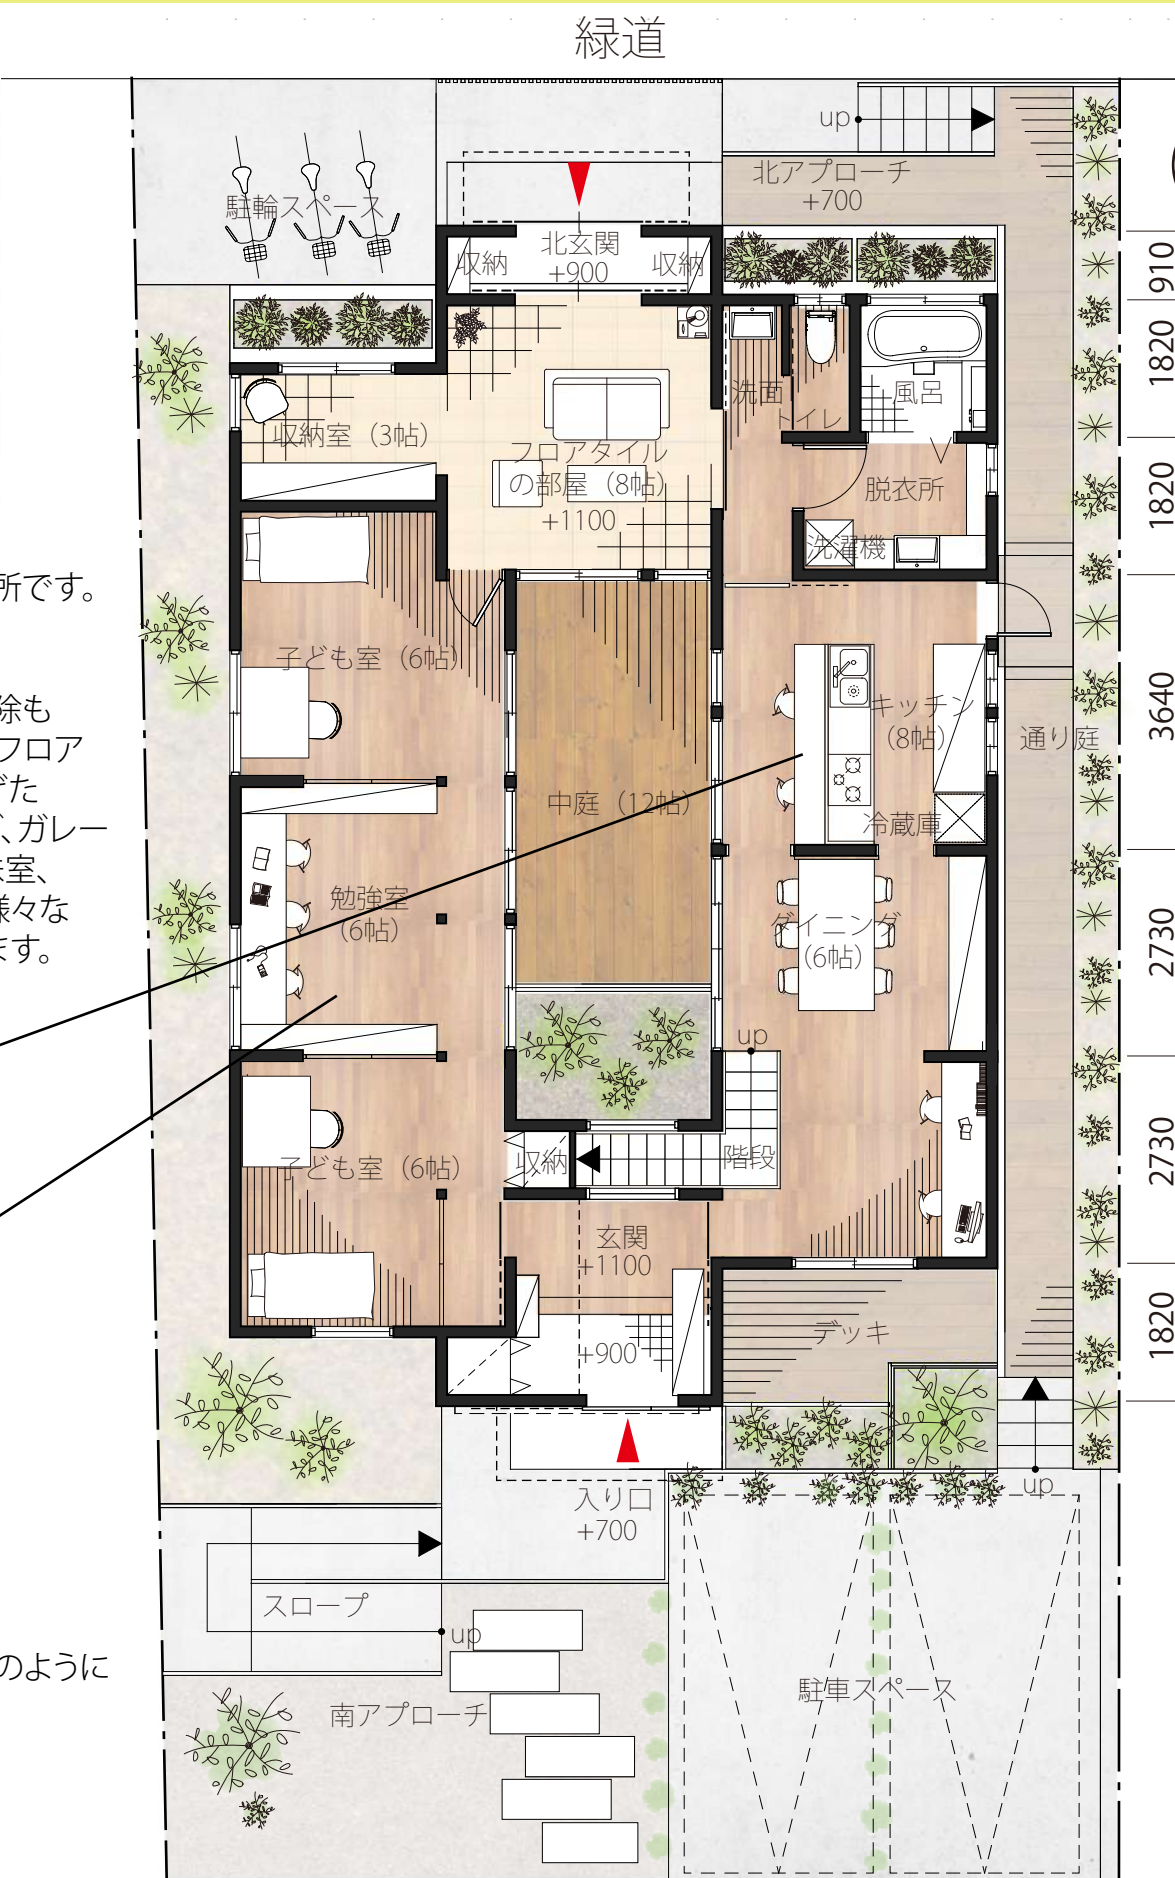 緑道
up
北アプローチ
+700
駐輪スペース
北玄関
+900
収納
収納
洗面
トイレ
風呂
収納室（3帖）
フロアタイル
の部屋（8帖）
+1100
脱衣所
洗濯機
所です。
子ども室（6帖）
除も
フロア
げた
、ガレー
室、
様々な
ます。
キッチン
（8帖）
通り庭
中庭（12帖）
冷蔵庫
勉強室
（6帖）
ダイニング
（6帖）
up
収納
階段
子ども室（6帖）
玄関
+1100
デッキ
+900
入り口
+700
up
スロープ
up
のように
南アプローチ
駐車スペース
910
1820
1820
3640
2730
2730
1820